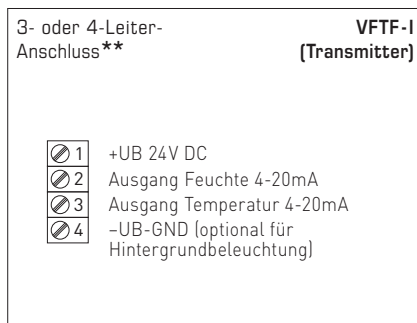 3- oder 4-Leiter-
Anschluss**
VFTF-I
(Transmitter)
1 +UB 24V DC
2 Ausgang Feuchte 4-20mA
3 Ausgang Temperatur 4-20mA
4 –UB-GND (optional für
Hintergrundbeleuchtung)